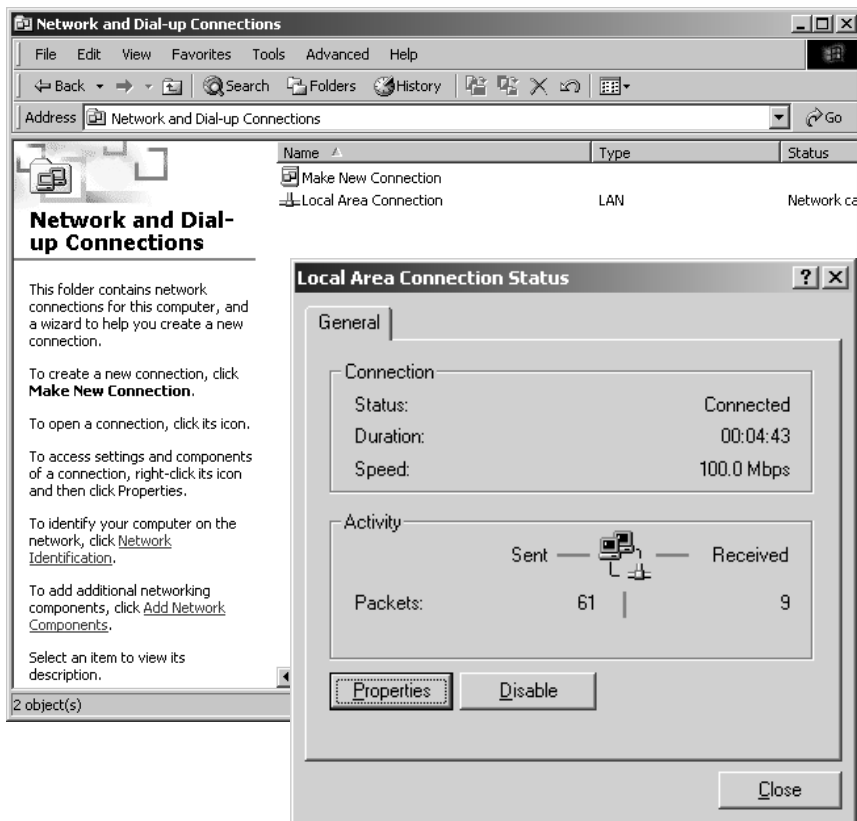 Network and Dial-up Connections
File Edit View Favorites Tools Advanced Help
Back Search Folders History
Address Network and Dial-up Connections Go
Name Type Status
Make New Connection
Local Area Connection LAN Network ca
Network and Dial-
up Connections
This folder contains network
connections for this computer, and
a wizard to help you create a new
connection.
To create a new connection, click
Make New Connection.
To open a connection, click its icon.
To access settings and components
of a connection, right-click its icon
and then click Properties.
To identify your computer on the
network, click Network
Identification.
To add additional networking
components, click Add Network
Components.
Select an item to view its
description.
2 object(s)
Local Area Connection Status
General
Connection
Status: Connected
Duration: 00:04:43
Speed: 100.0 Mbps
Activity
Sent Received
Packets: 61 9
Properties Disable
Close